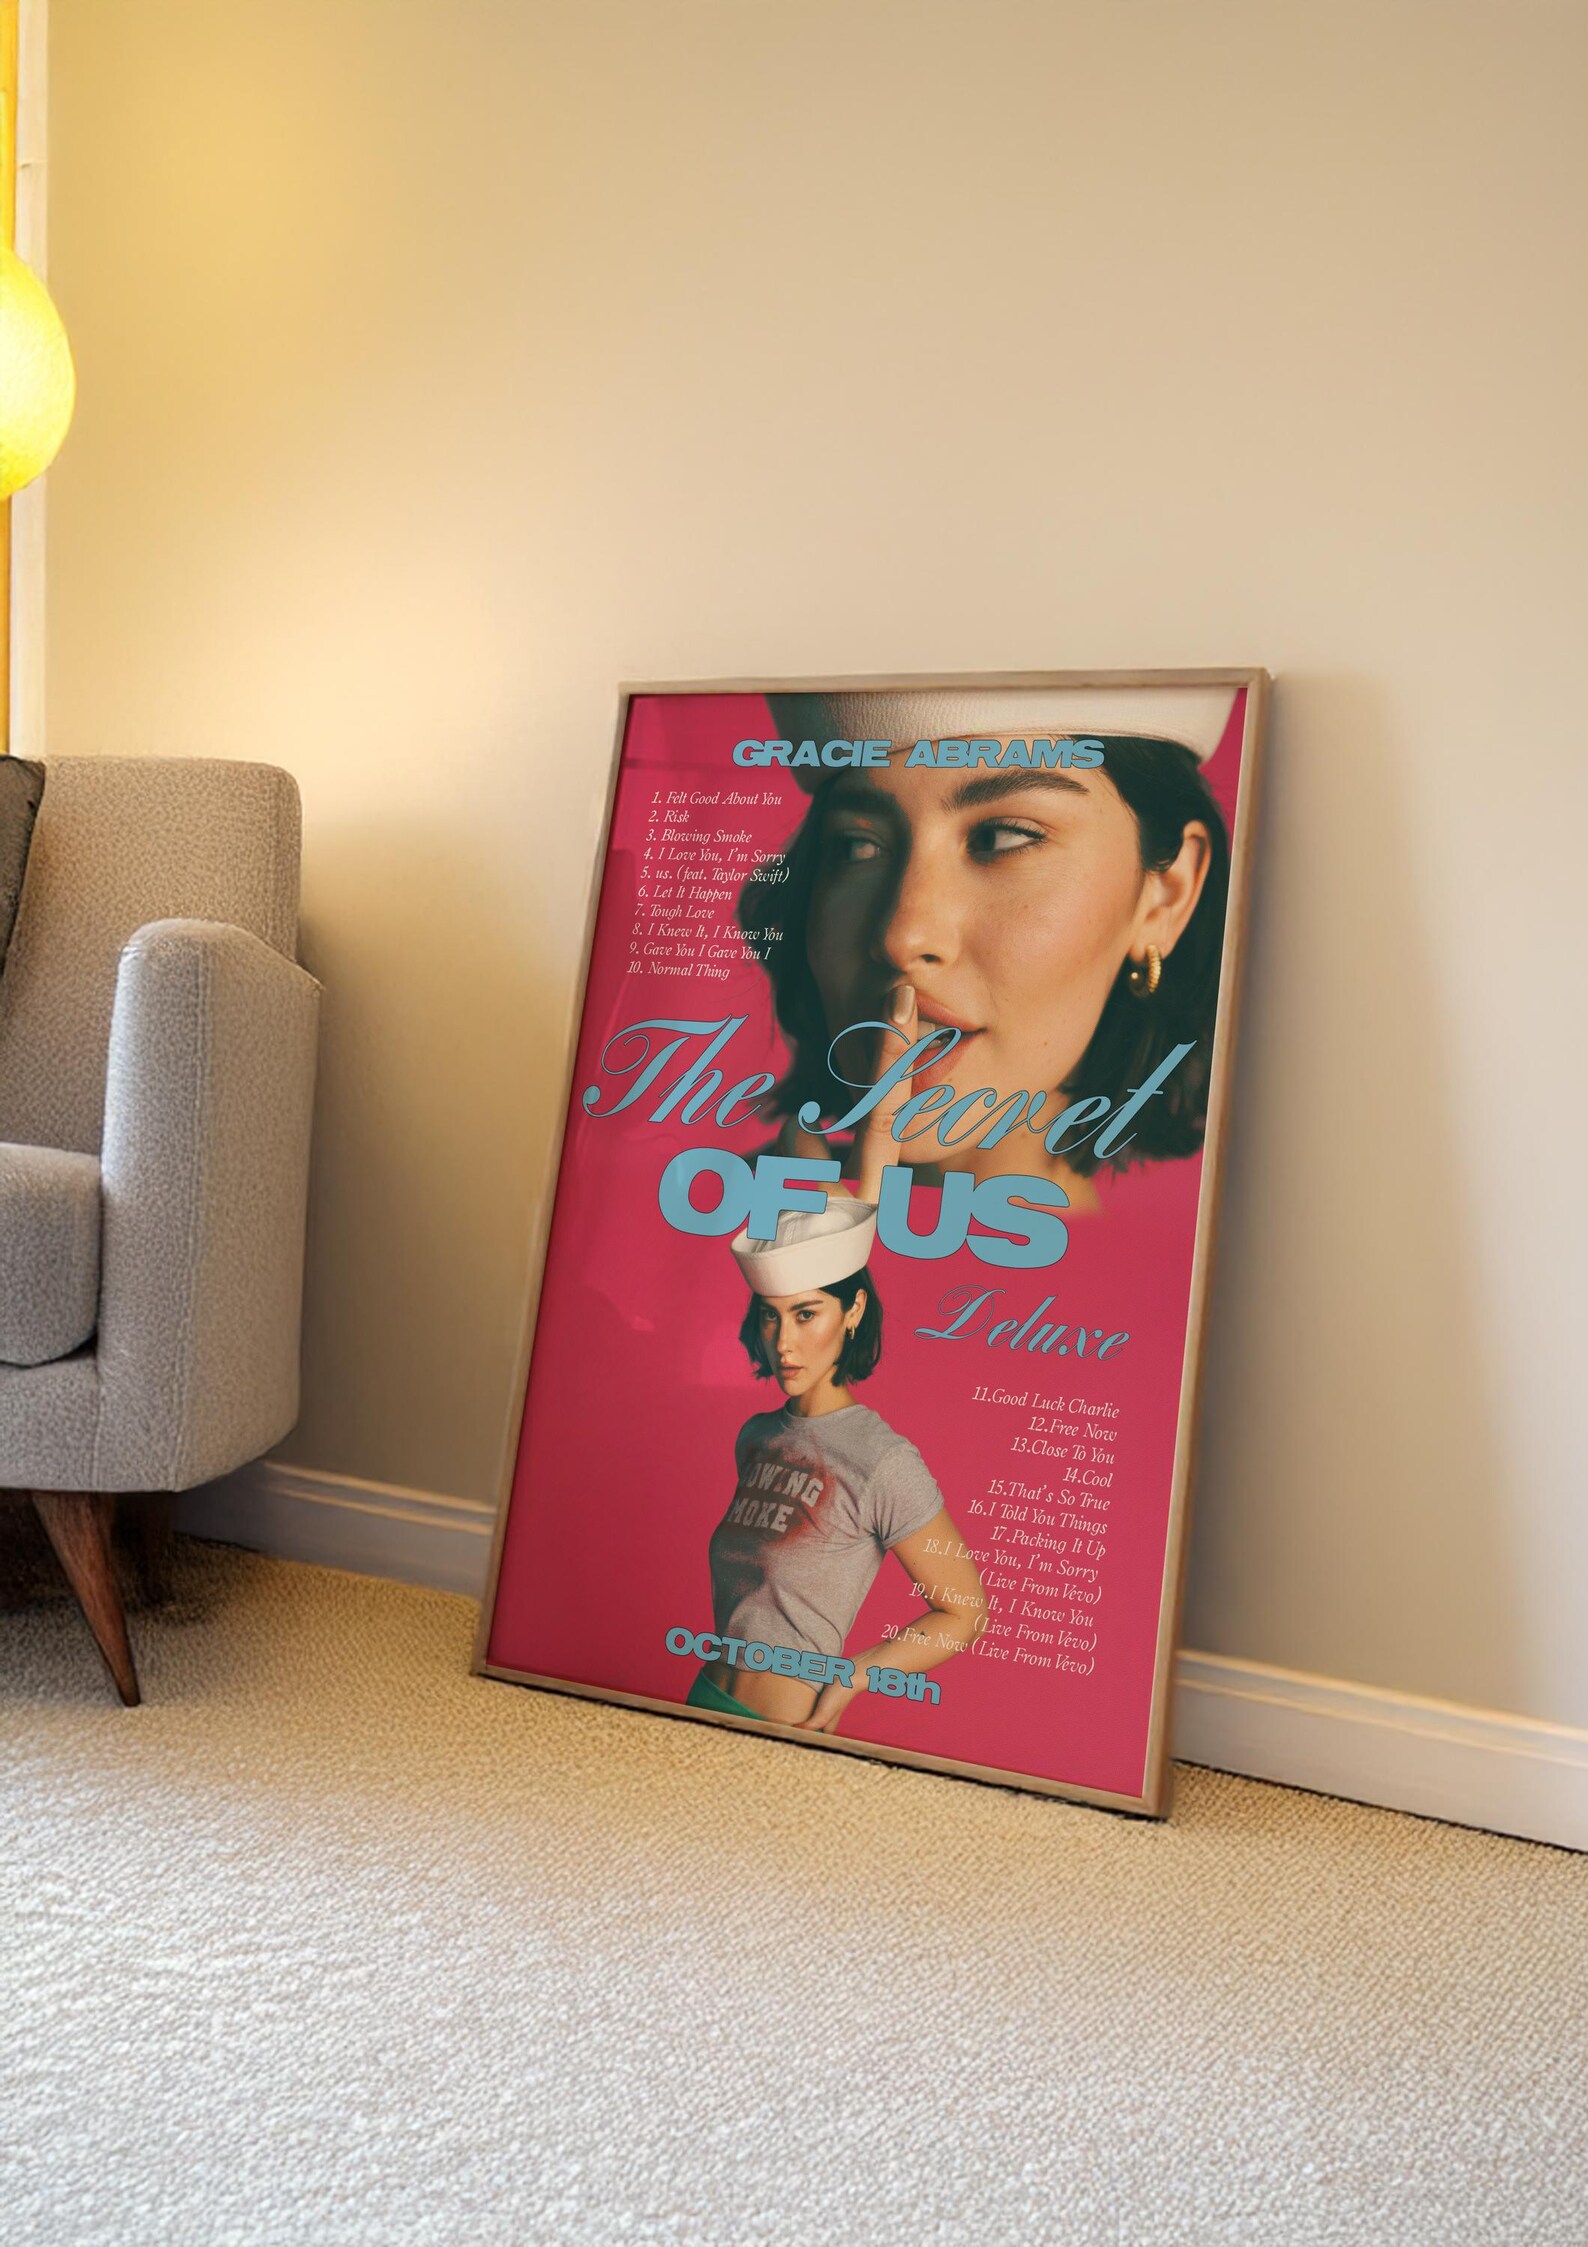 GRACIE ABRAMS
1. Felt Good About You
2. Risk
3. Blowing Smoke
4. I Love You, I'm Sorry
5. us. (feat. Taylor Swift)
6. Let It Happen
7. Tough Love
8. I Knew It, I Know You
9. Gave You I Gave You I
10. Normal Thing
The Secret
OF US
Deluxe
11.Good Luck Charlie
12.Free Now
13.Close To You
14.Cool
15.That's So True
16.I Told You Things
17.Packing It Up
18.I Love You, I'm Sorry
(Live From Vevo)
19.I Knew It, I Know You
(Live From Vevo)
20.Free Now (Live From Vevo)
OWING
MOKE
OCTOBER 18th